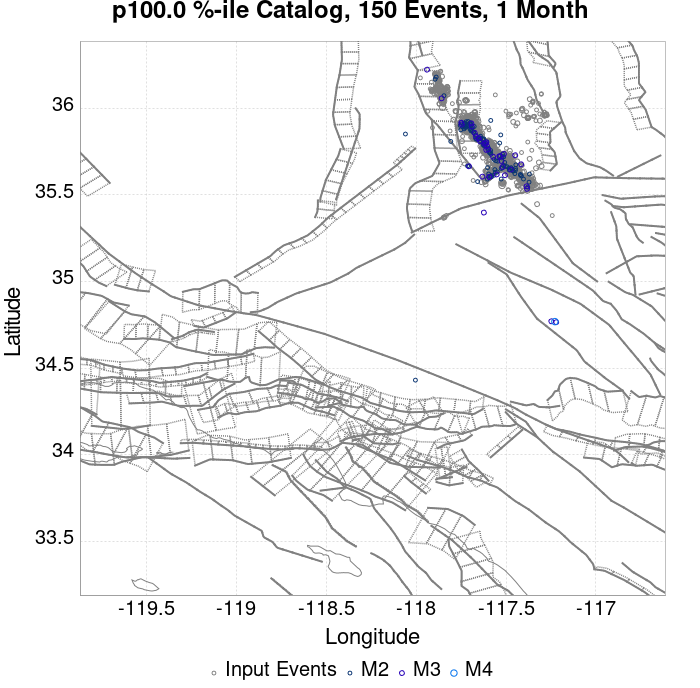 p100.0 %-ile Catalog, 150 Events, 1 Month
36
35.5
35
34.5
34
33.5
Latitude
-119.5 -119 -118.5 -118 -117.5 -117
Longitude
Input Events M2 M3 M4